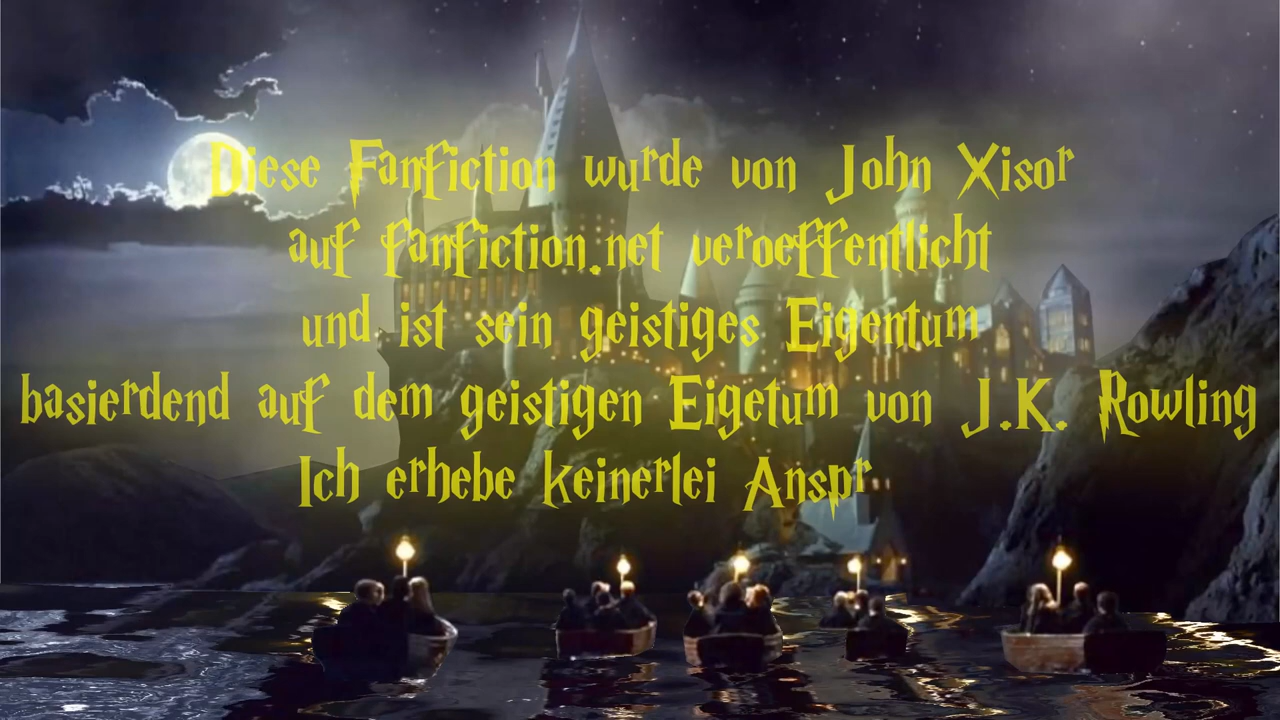 Diese Fanfiction wurde von John Xisor
auf fanfiction.net veroeffentlicht
und ist sein geistiges Eigentum
basierdend auf dem geistigen Eigetum von J.K. Rowling
Ich erhebe keinerlei Anspr